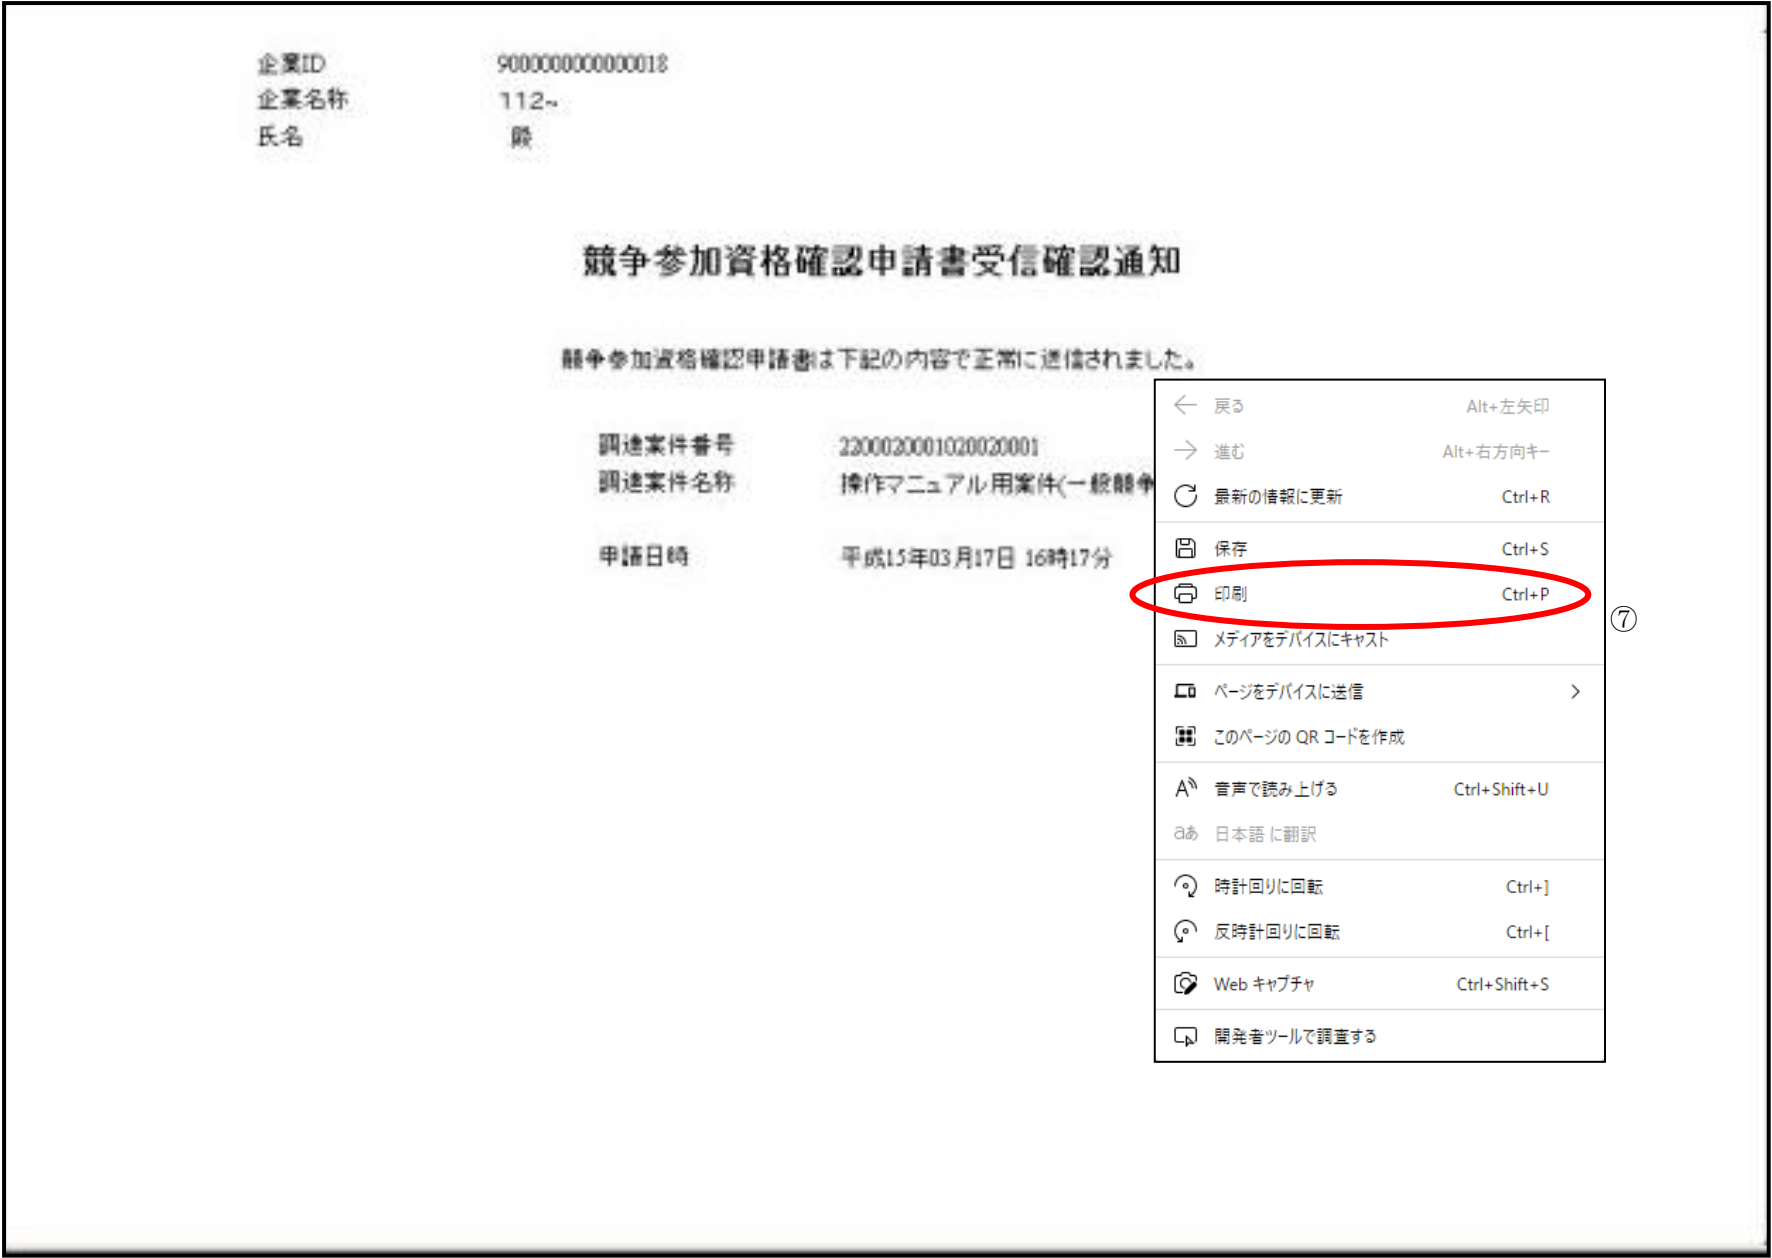 企業ID 9000000000000018
企業名称 112~
氏名 殿
競争参加資格確認申請書受信確認通知
競争参加資格確認申請書は下記の内容で正常に送信されました。
調達案件番号 2200020001020020001
調達案件名称 操作マニュアル用案件(一般競争
申請日時 平成15年03月17日 16時17分
戻る Alt+左矢印
進む Alt+右方向キー
最新の情報に更新 Ctrl+R
保存 Ctrl+S
印刷 Ctrl+P
⑦
メディアをデバイスにキャスト
ページをデバイスに送信
このページの QR コードを作成
音声で読み上げる Ctrl+Shift+U
aあ 日本語 に翻訳
時計回りに回転 Ctrl+]
反時計回りに回転 Ctrl+[
Web キャプチャ Ctrl+Shift+S
開発者ツールで調査する